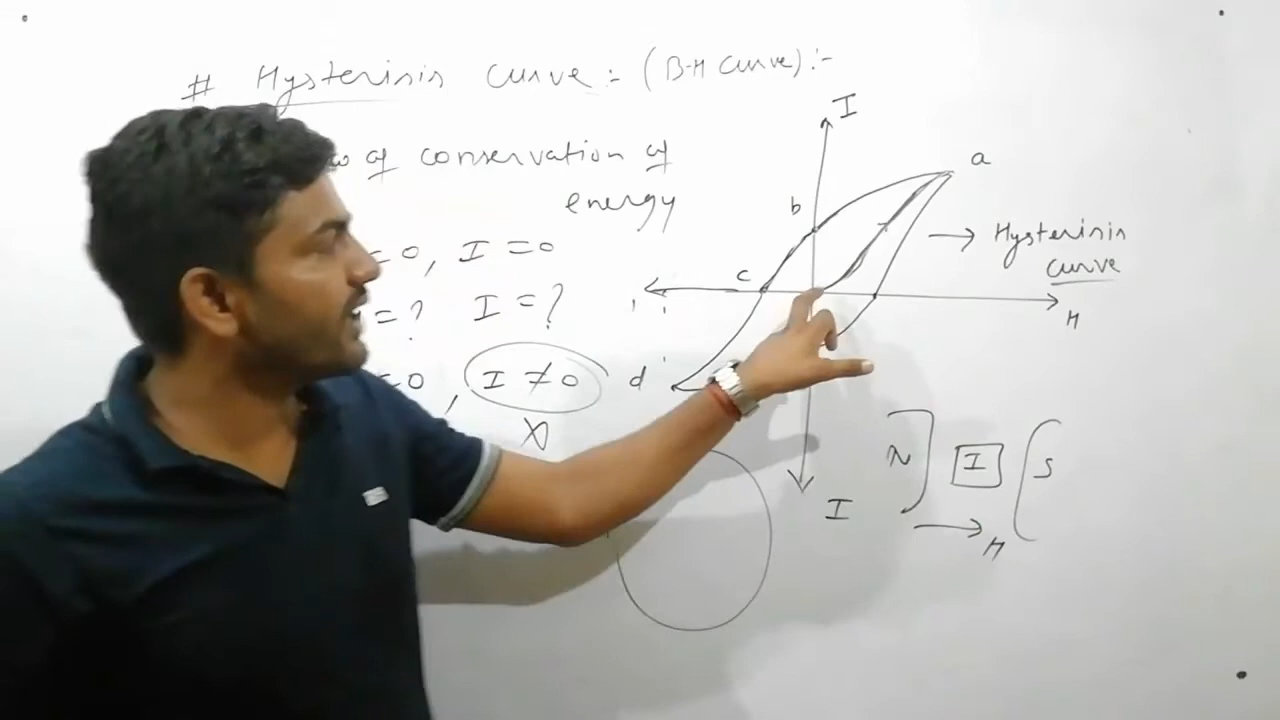 # Hysterisis curve :- (B-H curve) :-
of conservation of
energy
=0, I =0
=? I =?
=0, I ≠ 0
I
a
b
c
d
H
→ Hysterisis
curve
I
N I S
→ H